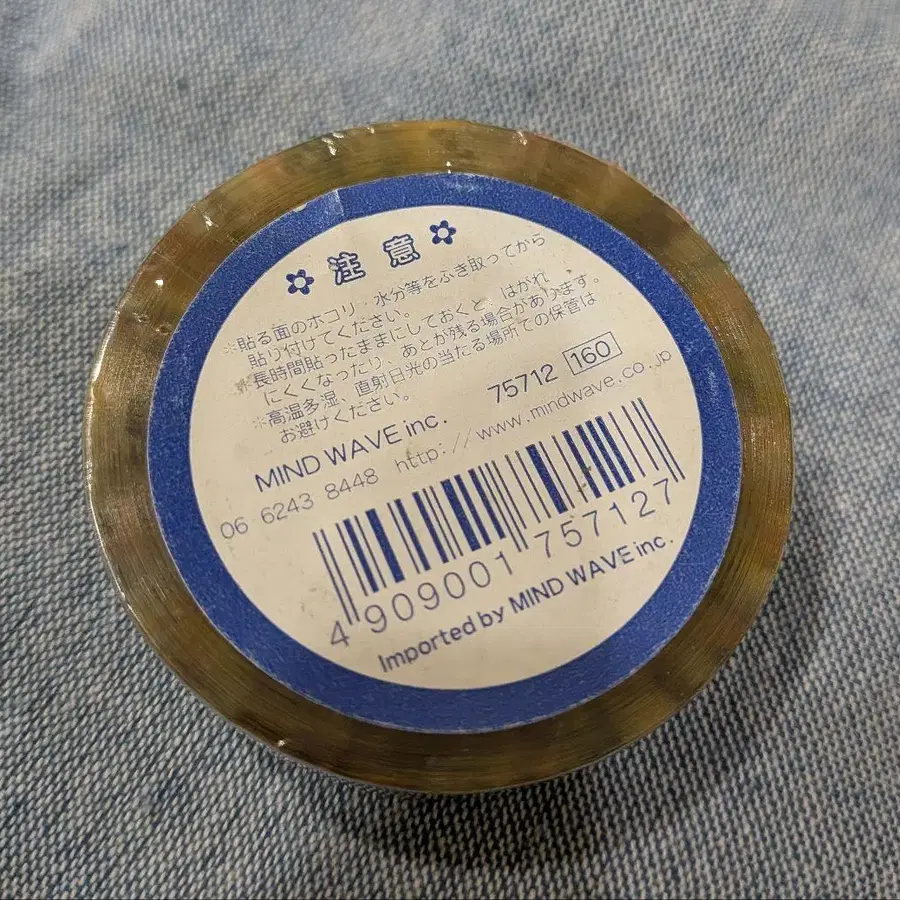 注意
※貼る面のホコリ・水分等をふき取ってから
貼り付けてください。
※長時間貼ったままにしておくと、はがれ
にくくなったり、あとが残る場合があります。
※高温多湿、直射日光の当たる場所での保管は
お避けください。
MIND WAVE inc. 75712 160
06 6243 8448 http://www.mindwave.co.jp
4 909001 757127
Imported by MIND WAVE inc.